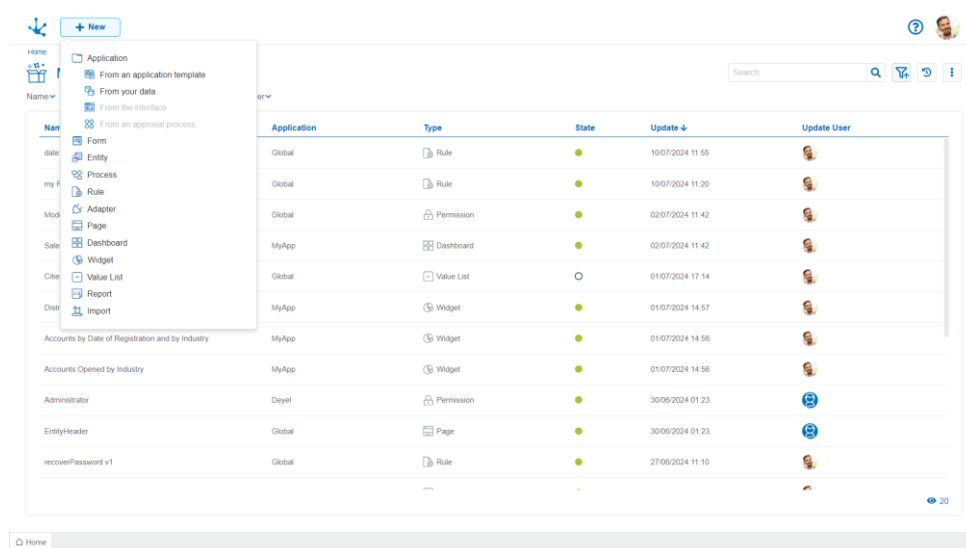 + New
Home
Application
From an application template
From your data
From the interface
From an approval process
Form
Entity
Process
Rule
Adapter
Page
Dashboard
Widget
Value List
Report
Import
Search
Name
Application Type State Update Update User
date Global Rule 10/07/2024 11:55
my Global Rule 10/07/2024 11:20
Global Permission 02/07/2024 11:42
Sale MyApp Dashboard 02/07/2024 11:42
Citie Global Value List 01/07/2024 17:14
Distr MyApp Widget 01/07/2024 14:57
Accounts by Date of Registration and by Industry MyApp Widget 01/07/2024 14:56
Accounts Opened by Industry MyApp Widget 01/07/2024 14:56
Administrator Deyel Permission 30/06/2024 01:23
EntityHeader Global Page 30/06/2024 01:23
recoverPassword v1 Global Rule 27/06/2024 11:10
20
Home